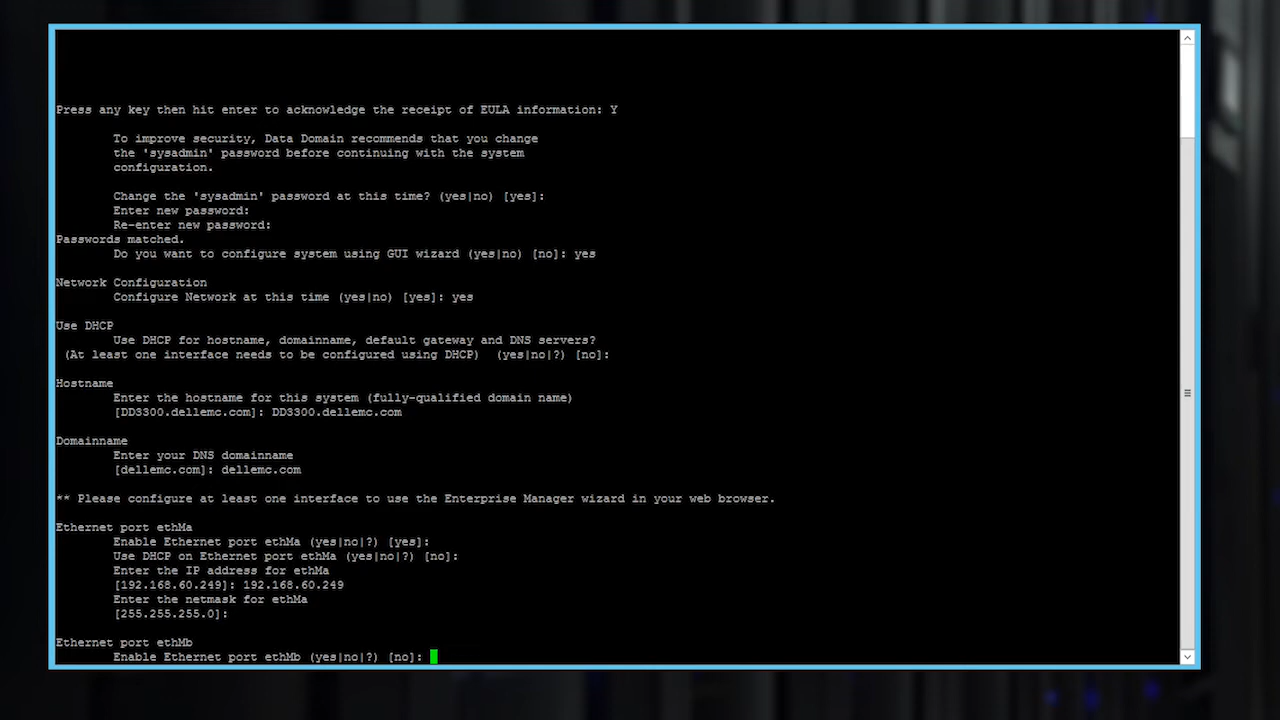 Press any key then hit enter to acknowledge the receipt of EULA information: Y
To improve security, Data Domain recommends that you change
the 'sysadmin' password before continuing with the system
configuration.
Change the 'sysadmin' password at this time? (yes|no) [yes]:
Enter new password:
Re-enter new password:
Passwords matched.
Do you want to configure system using GUI wizard (yes|no) [no]: yes
Network Configuration
Configure Network at this time (yes|no) [yes]: yes
Use DHCP
Use DHCP for hostname, domainname, default gateway and DNS servers?
(At least one interface needs to be configured using DHCP)  (yes|no|?) [no]:
Hostname
Enter the hostname for this system (fully-qualified domain name)
[DD3300.dellemc.com]: DD3300.dellemc.com
Domainname
Enter your DNS domainname
[dellemc.com]: dellemc.com
** Please configure at least one interface to use the Enterprise Manager wizard in your web browser.
Ethernet port ethMa
Enable Ethernet port ethMa (yes|no|?) [yes]:
Use DHCP on Ethernet port ethMa (yes|no|?) [no]:
Enter the IP address for ethMa
[192.168.60.249]: 192.168.60.249
Enter the netmask for ethMa
[255.255.255.0]:
Ethernet port ethMb
Enable Ethernet port ethMb (yes|no|?) [no]: